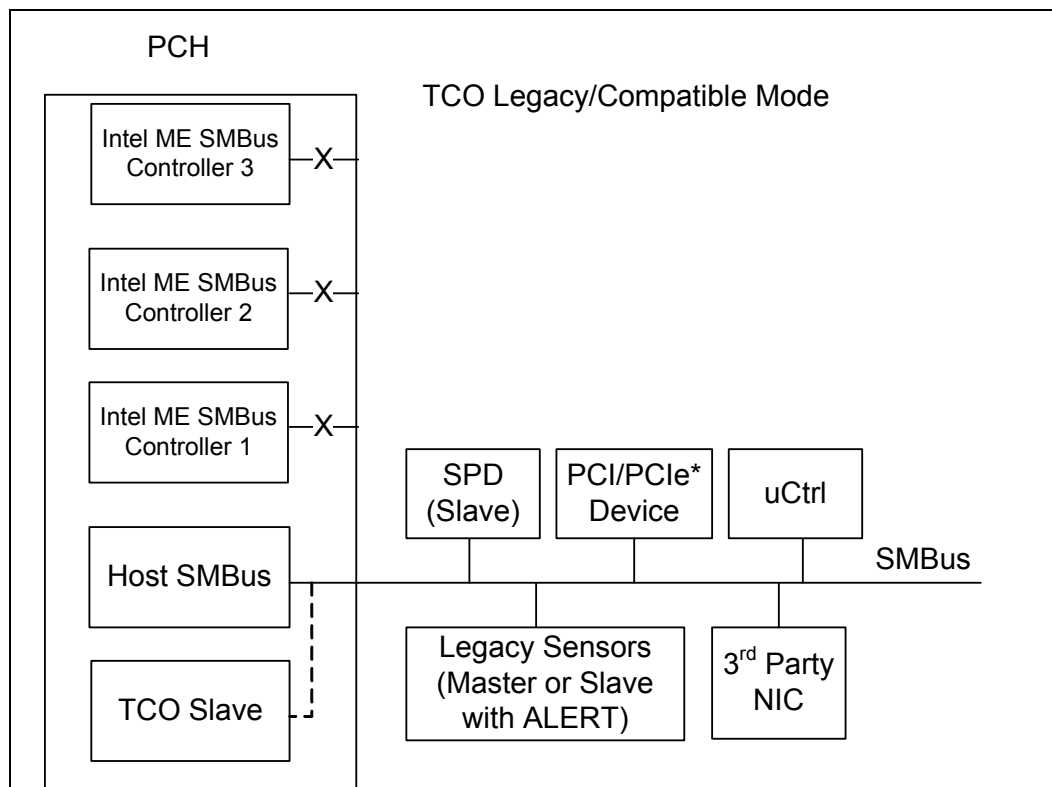 PCH
TCO Legacy/Compatible Mode
Intel ME SMBus
Controller 3
X
Intel ME SMBus
Controller 2
X
Intel ME SMBus
Controller 1
X
SPD
(Slave)
PCI/PCIe*
Device
uCtrl
Host SMBus
SMBus
TCO Slave
Legacy Sensors
(Master or Slave
with ALERT)
3rd Party
NIC